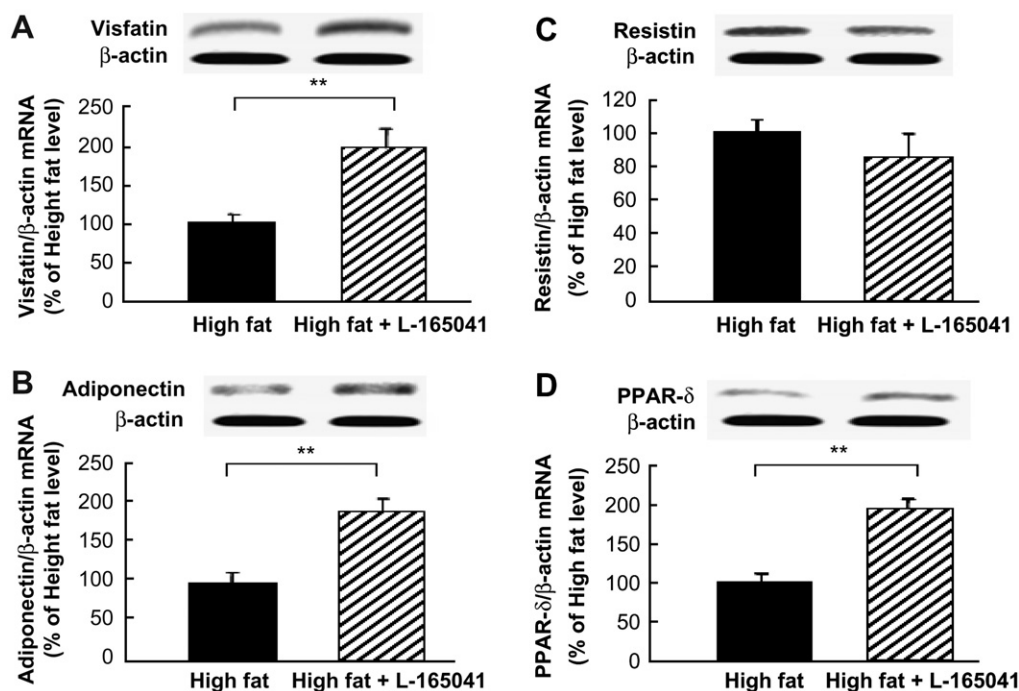 A
Visfatin
β-actin
**
Visfatin/β-actin mRNA
(% of Height fat level)
250
200
150
100
50
0
High fat
High fat + L-165041
B
Adiponectin
β-actin
**
Adiponectin/β-actin mRNA
(% of Height fat level)
250
200
150
100
50
0
High fat
High fat + L-165041
C
Resistin
β-actin
Resistin/β-actin mRNA
(% of High fat level)
120
100
80
60
40
20
0
High fat
High fat + L-165041
D
PPAR-δ
β-actin
**
PPAR-δ/β-actin mRNA
(% of High fat level)
250
200
150
100
50
0
High fat
High fat + L-165041